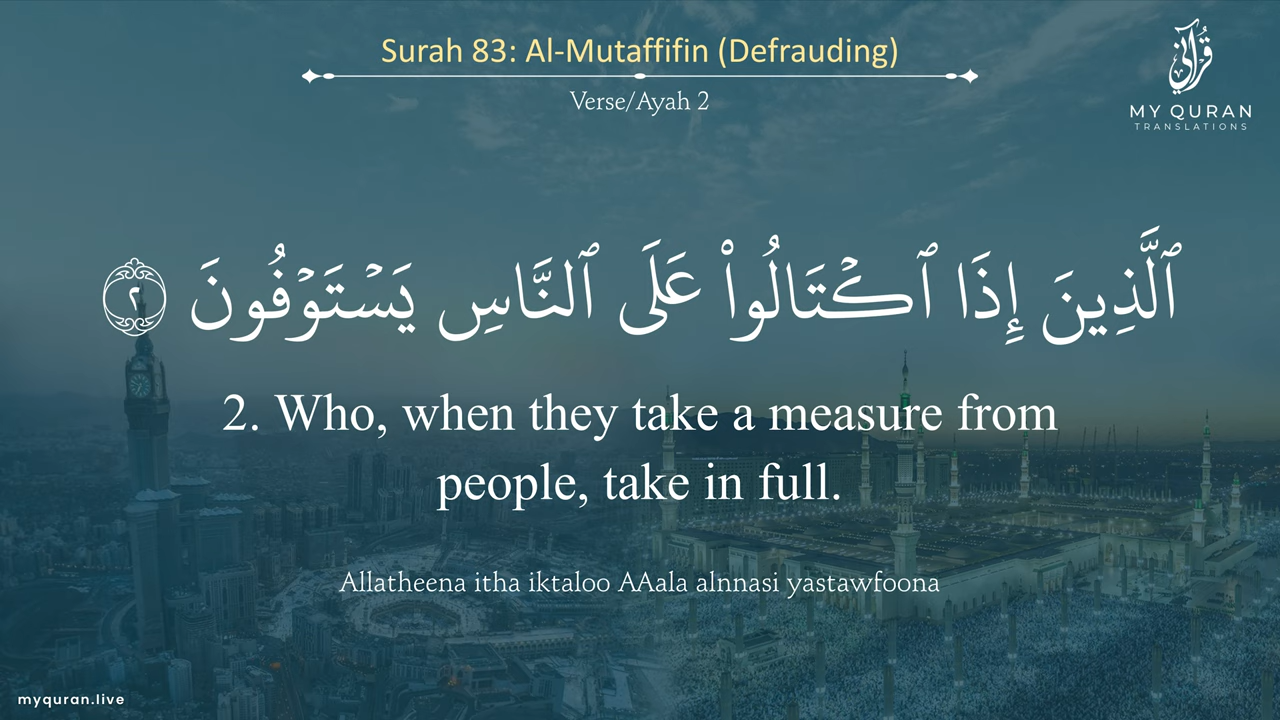 Surah 83: Al-Mutaffifin (Defrauding)
Verse/Ayah 2
قرآني
MY QURAN
TRANSLATIONS
ٱلَّذِينَ إِذَا ٱكْتَالُوا۟ عَلَى ٱلنَّاسِ يَسْتَوْفُونَ ٢
2. Who, when they take a measure from
people, take in full.
Allatheena itha iktaloo AAala alnnasi yastawfoona
myquran.live